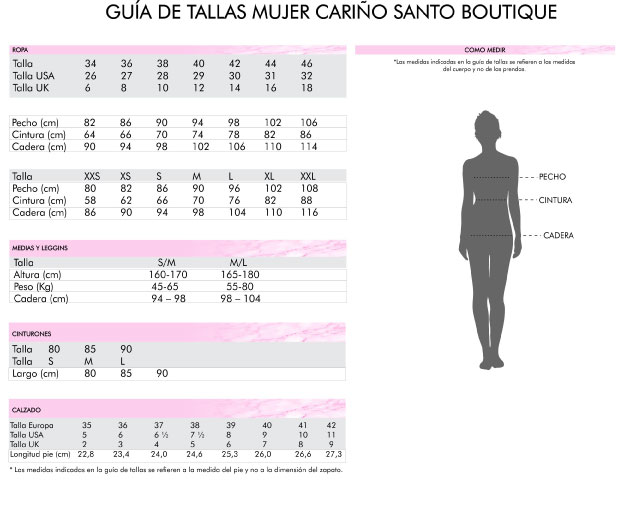 GUÍA DE TALLAS MUJER CARIÑO SANTO BOUTIQUE
ROPA
Talla 34 36 38 40 42 44 46
Talla USA 26 27 28 29 30 31 32
Talla UK 6 8 10 12 14 16 18
Pecho (cm) 82 86 90 94 98 102 106
Cintura (cm) 64 66 70 74 78 82 86
Cadera (cm) 90 94 98 102 106 110 114
Talla XXS XS S M L XL XXL
Pecho (cm) 80 82 86 90 96 102 108
Cintura (cm) 58 62 66 70 76 82 88
Cadera (cm) 86 90 94 98 104 110 116
MEDIAS Y LEGGINS
Talla S/M M/L
Altura (cm) 160-170 165-180
Peso (Kg) 45-65 55-80
Cadera (cm) 94 – 98 98 – 104
CINTURONES
Talla 80 85 90
Talla S M L
Largo (cm) 80 85 90
CALZADO
Talla Europa 35 36 37 38 39 40 41 42
Talla USA 5 6 6 ½ 7 ½ 8 9 10 11
Talla UK 2 3 4 5 6 7 8 9
Longitud pie (cm) 22,8 23,4 24,0 24,6 25,3 26,0 26,6 27,3
* Las medidas indicadas en la guía de tallas se refieren a la medida del pie y no a la dimensión del zapato.
COMO MEDIR
*Las medidas indicadas en la guía de tallas se refieren a las medidas
del cuerpo y no de las prendas.
PECHO
CINTURA
CADERA